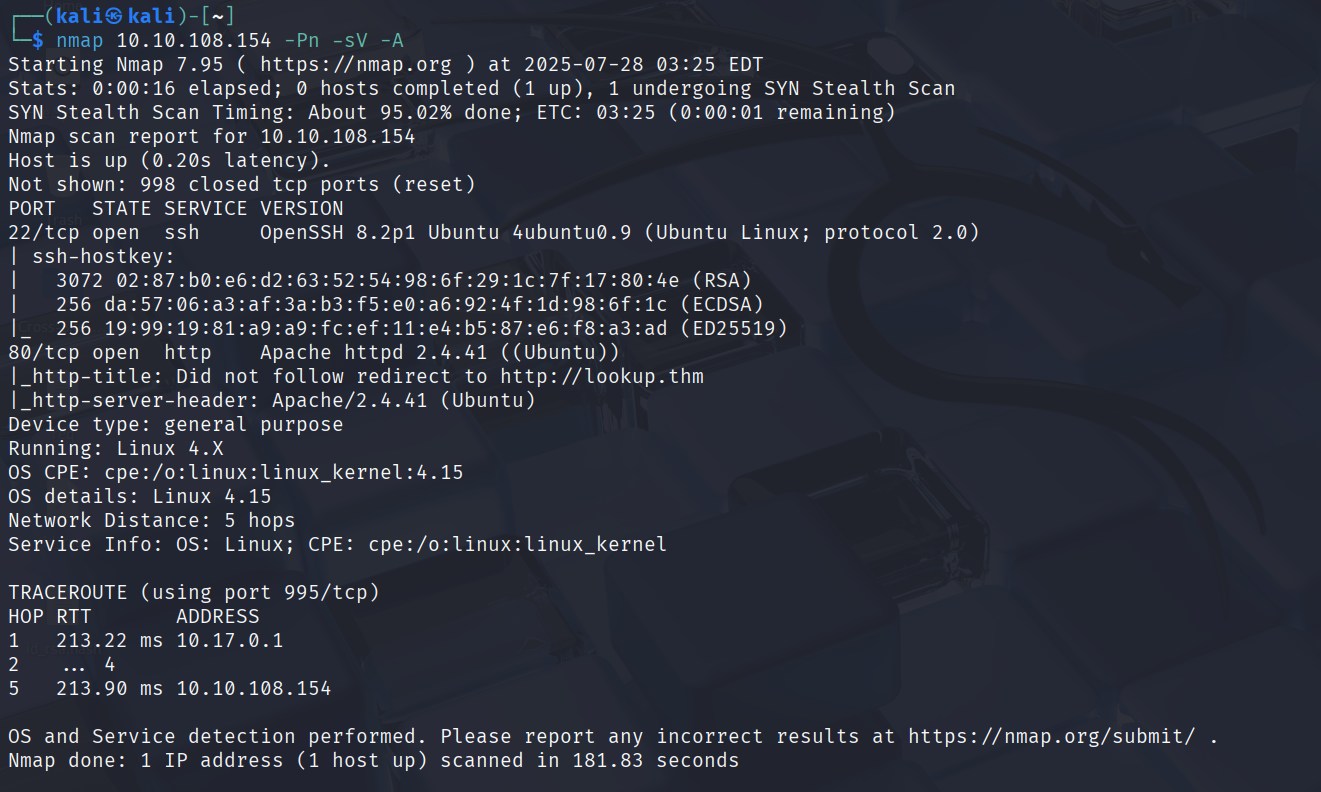 ┌──(kali㉿kali)-[~]
└─$ nmap 10.10.108.154 -Pn -sV -A
Starting Nmap 7.95 ( https://nmap.org ) at 2025-07-28 03:25 EDT
Stats: 0:00:16 elapsed; 0 hosts completed (1 up), 1 undergoing SYN Stealth Scan
SYN Stealth Scan Timing: About 95.02% done; ETC: 03:25 (0:00:01 remaining)
Nmap scan report for 10.10.108.154
Host is up (0.20s latency).
Not shown: 998 closed tcp ports (reset)
PORT   STATE SERVICE VERSION
22/tcp open  ssh     OpenSSH 8.2p1 Ubuntu 4ubuntu0.9 (Ubuntu Linux; protocol 2.0)
| ssh-hostkey:
|   3072 02:87:b0:e6:d2:63:52:54:98:6f:29:1c:7f:17:80:4e (RSA)
|   256 da:57:06:a3:af:3a:b3:f5:e0:a6:92:4f:1d:98:6f:1c (ECDSA)
|_  256 19:99:19:81:a9:a9:fc:ef:11:e4:b5:87:e6:f8:a3:ad (ED25519)
80/tcp open  http    Apache httpd 2.4.41 ((Ubuntu))
|_http-title: Did not follow redirect to http://lookup.thm
|_http-server-header: Apache/2.4.41 (Ubuntu)
Device type: general purpose
Running: Linux 4.X
OS CPE: cpe:/o:linux:linux_kernel:4.15
OS details: Linux 4.15
Network Distance: 5 hops
Service Info: OS: Linux; CPE: cpe:/o:linux:linux_kernel

TRACEROUTE (using port 995/tcp)
HOP RTT       ADDRESS
1   213.22 ms 10.17.0.1
2   ... 4
5   213.90 ms 10.10.108.154

OS and Service detection performed. Please report any incorrect results at https://nmap.org/submit/ .
Nmap done: 1 IP address (1 host up) scanned in 181.83 seconds